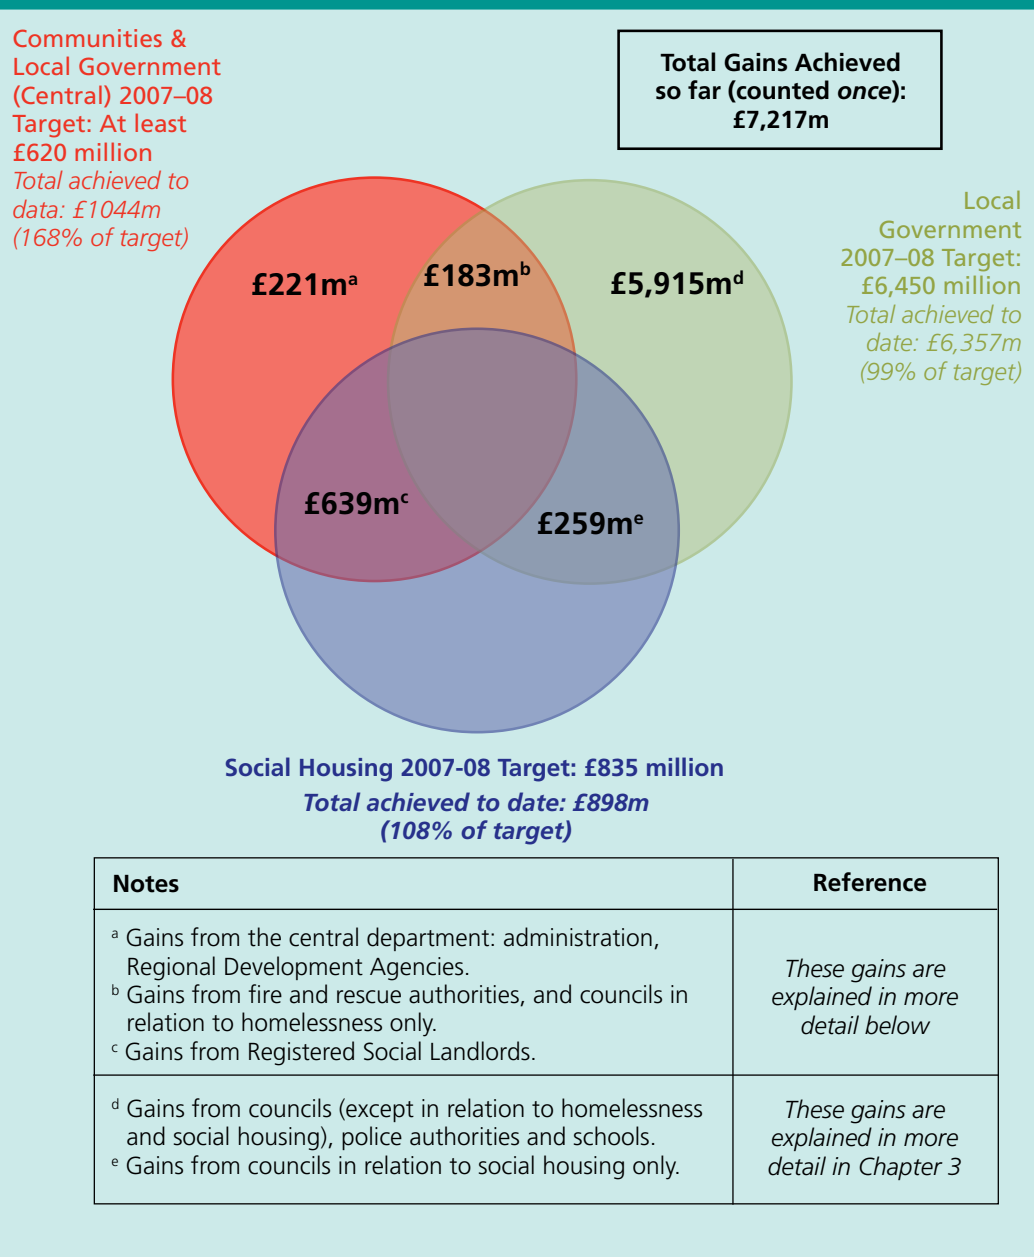 Communities &
Local Government
(Central) 2007–08
Target: At least
£620 million
Total achieved to
data: £1044m
(168% of target)
Total Gains Achieved
so far (counted once):
£7,217m
Local
Government
2007–08 Target:
£6,450 million
Total achieved to
date: £6,357m
(99% of target)
£221mᵃ
£183mᵇ
£5,915mᵈ
£639mᶜ
£259mᵉ
Social Housing 2007-08 Target: £835 million
Total achieved to date: £898m
(108% of target)
Notes
Reference
ᵃ Gains from the central department: administration,
Regional Development Agencies.
ᵇ Gains from fire and rescue authorities, and councils in
relation to homelessness only.
ᶜ Gains from Registered Social Landlords.
These gains are
explained in more
detail below
ᵈ Gains from councils (except in relation to homelessness
and social housing), police authorities and schools.
ᵉ Gains from councils in relation to social housing only.
These gains are
explained in more
detail in Chapter 3